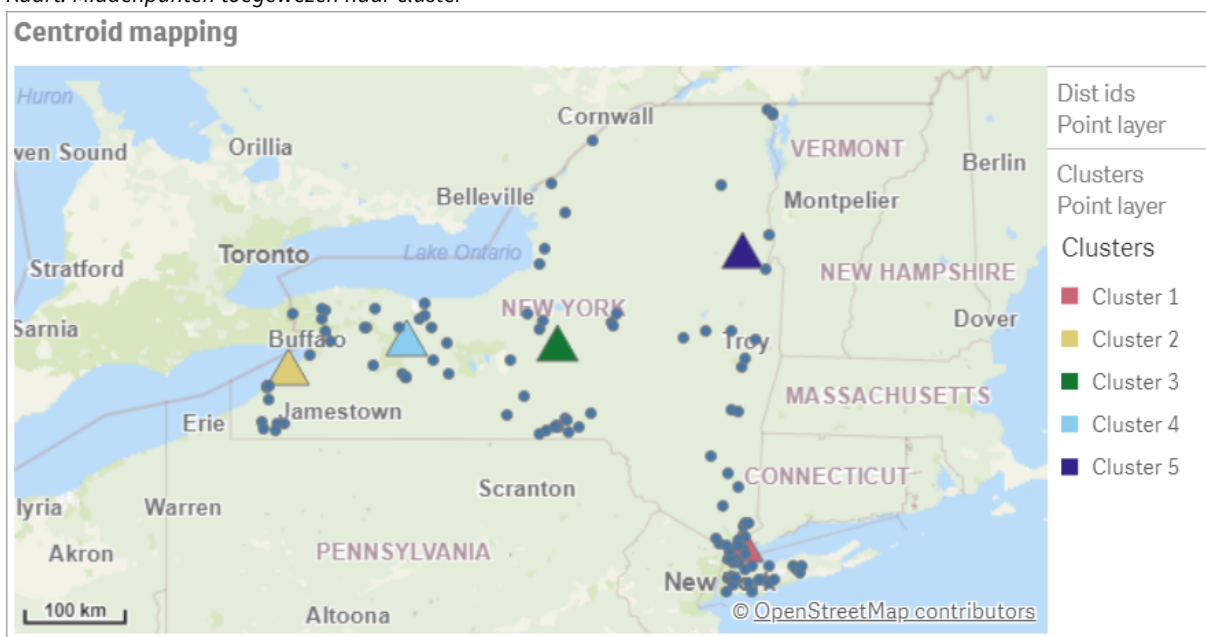 Centroid mapping
Huron
Cornwall
ven Sound
Orillia
VERMONT
Berlin
Belleville
Montpelier
Toronto
Lake Ontario
Stratford
NEW HAMPSHIRE
NEW YORK
Sarnia
Buffalo
Troy
Dover
MASSACHUSETTS
Jamestown
Erie
CONNECTICUT
Scranton
lyria
Warren
Akron
PENNSYLVANIA
New York
100 km
Altoona
© OpenStreetMap contributors
Dist ids
Point layer
Clusters
Point layer
Clusters
Cluster 1
Cluster 2
Cluster 3
Cluster 4
Cluster 5